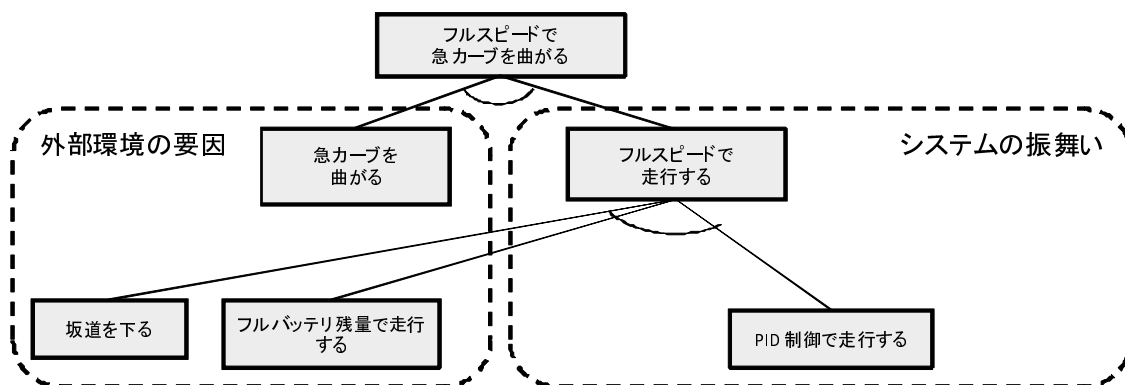 フルスピードで
急カーブを曲がる
外部環境の要因
システムの振舞い
急カーブを
曲がる
フルスピードで
走行する
坂道を下る
フルバッテリ残量で走行
する
PID 制御で走行する